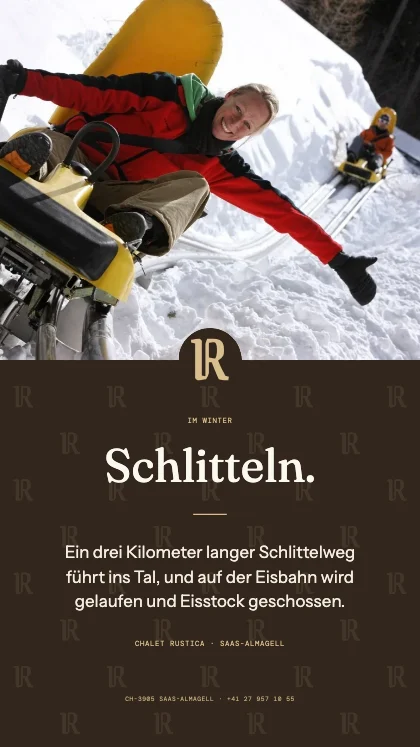 R
IM WINTER
Schlitteln.
Ein drei Kilometer langer Schlittelweg
führt ins Tal, und auf der Eisbahn wird
gelaufen und Eisstock geschossen.
CHALET RUSTICA · SAAS-ALMAGELL
CH-3905 SAAS-ALMAGELL · +41 27 957 10 55